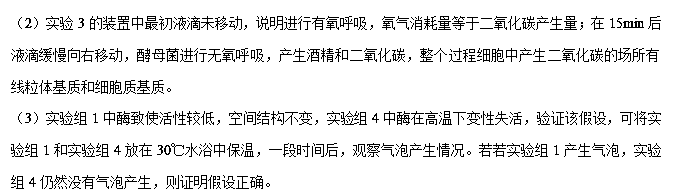 （2）实验 3 的装置中最初液滴未移动，说明进行有氧呼吸，氧气消耗量等于二氧化碳产生量；在 15min 后
液滴缓慢向右移动，酵母菌进行无氧呼吸，产生酒精和二氧化碳，整个过程细胞中产生二氧化碳的场所有
线粒体基质和细胞质基质。
（3）实验组 1 中酶致使活性较低，空间结构不变，实验组 4 中酶在高温下变性失活，验证该假设，可将实
验组 1 和实验组 4 放在 30℃水浴中保温，一段时间后，观察气泡产生情况。若若实验组 1 产生气泡，实验
组 4 仍然没有气泡产生，则证明假设正确。